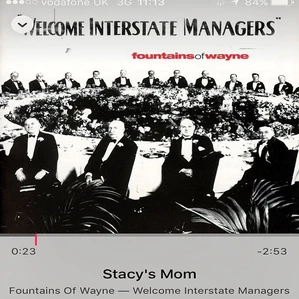 vodafone UK 3G 11:13 84%
"WELCOME INTERSTATE MANAGERS"
fountainsofwayne
0:23 -2:53
Stacy's Mom
Fountains Of Wayne — Welcome Interstate Managers